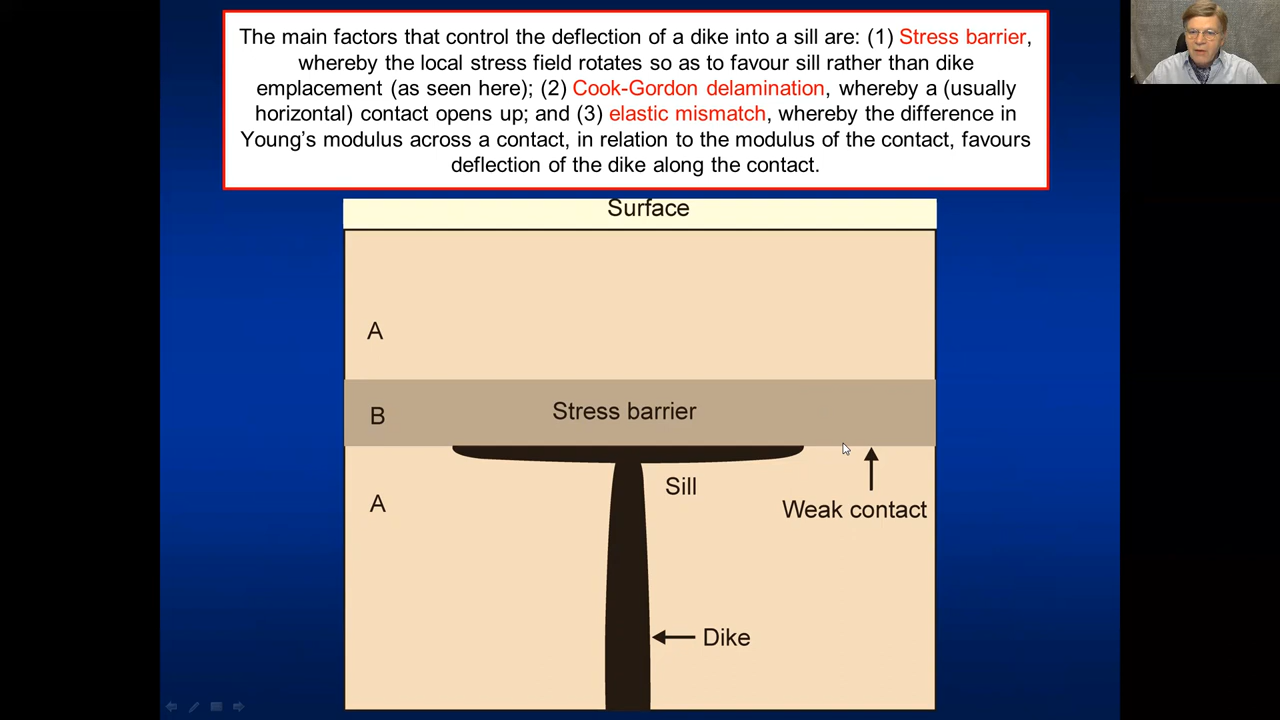 The main factors that control the deflection of a dike into a sill are: (1) Stress barrier,
whereby the local stress field rotates so as to favour sill rather than dike
emplacement (as seen here); (2) Cook-Gordon delamination, whereby a (usually
horizontal) contact opens up; and (3) elastic mismatch, whereby the difference in
Young's modulus across a contact, in relation to the modulus of the contact, favours
deflection of the dike along the contact.
Surface
A
B
Stress barrier
A
Sill
Weak contact
Dike